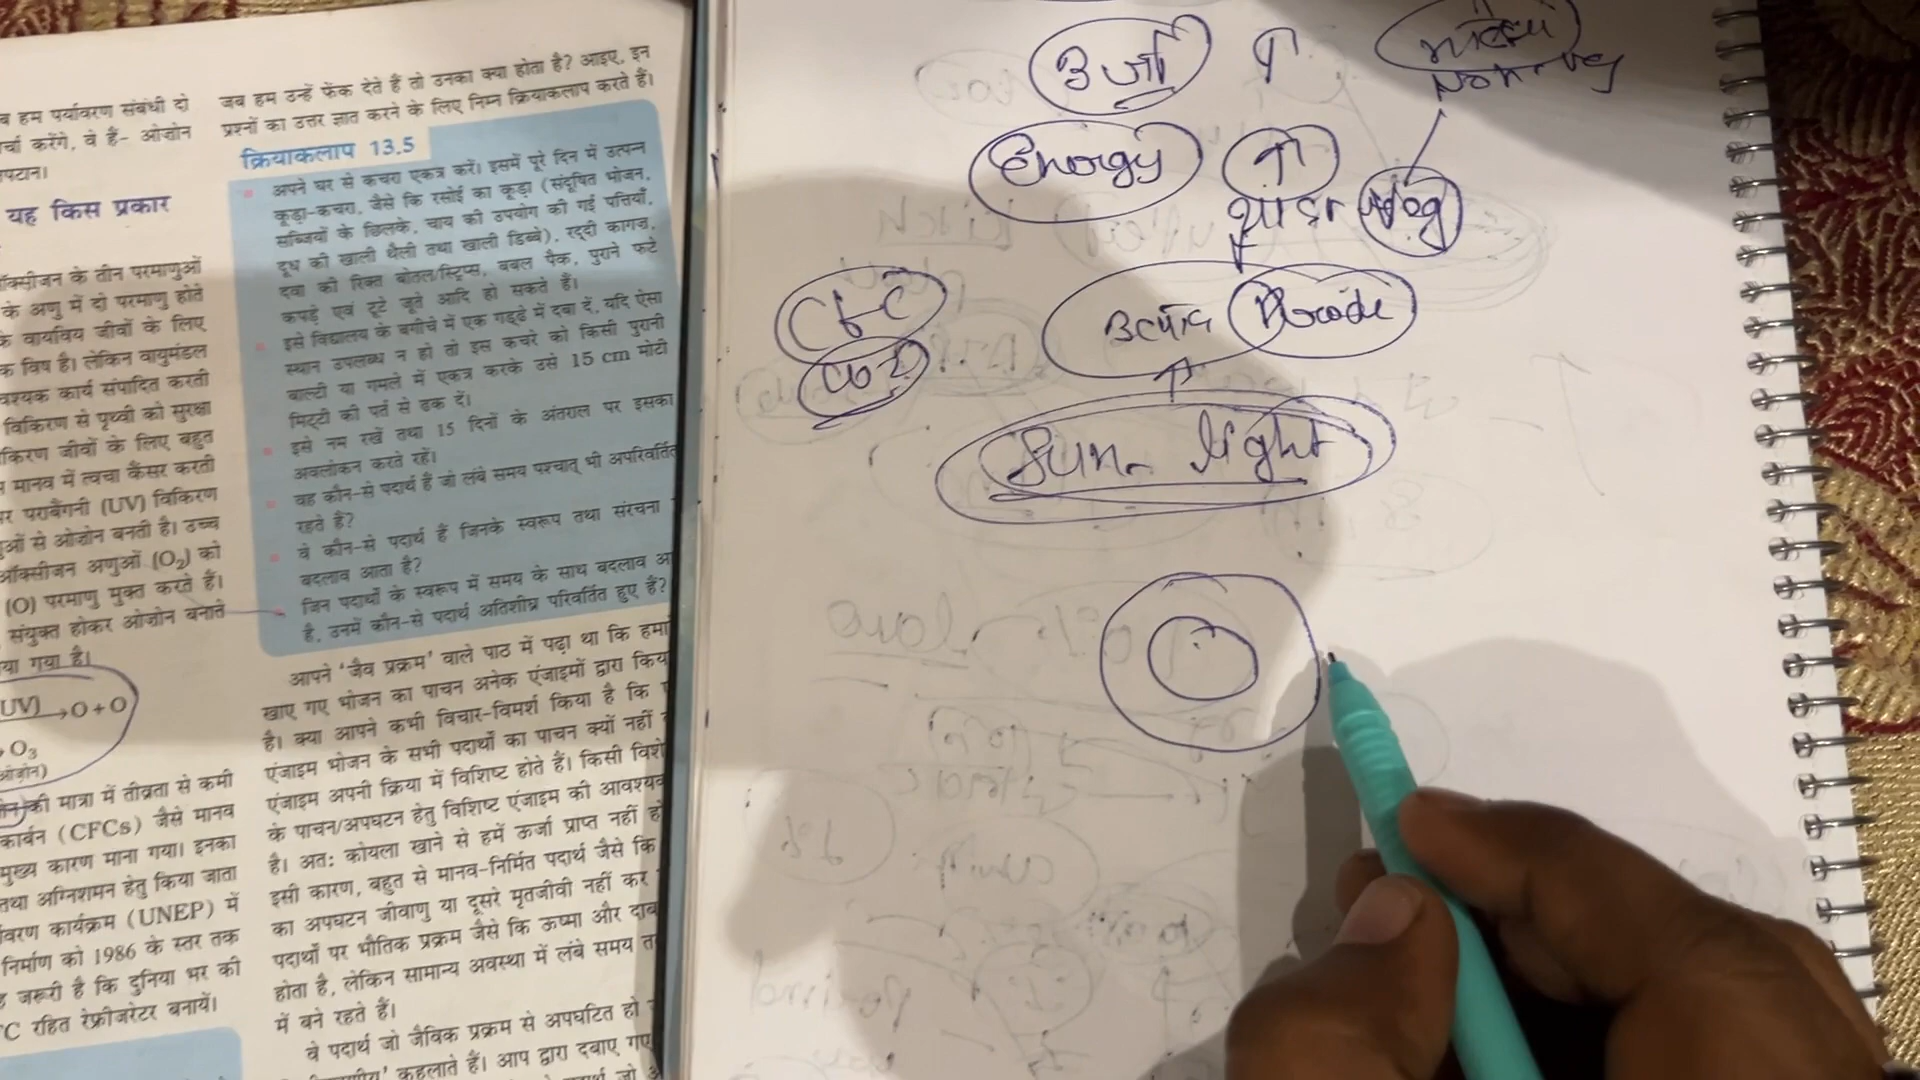 ब हम पर्यावरण संबंधी दो
र्चा करेंगे, वे हैं– ओज़ोन
पटान।
यह किस प्रकार
ऑक्सीजन के तीन परमाणुओं
के अणु में दो परमाणु होते
के वायविय जीवों के लिए
क विष है। लेकिन वायुमंडल
वश्यक कार्य संपादित करती
विकिरण से पृथ्वी को सुरक्षा
किरण जीवों के लिए बहुत
मानव में त्वचा कैंसर करती
पर पराबैंगनी (UV) विकिरण
णुओं से ओज़ोन बनती है। उच्च
ऑक्सीजन अणुओं (O₂) को
(O) परमाणु मुक्त करते हैं।
संयुक्त होकर ओज़ोन बनाते
या गया है।
UV) →O + O
→ O₃
(ओज़ोन)
की मात्रा में तीव्रता से कमी
कार्बन (CFCs) जैसे मानव
मुख्य कारण माना गया। इनका
तथा अग्निशमन हेतु किया जाता
वरण कार्यक्रम (UNEP) में
निर्माण को 1986 के स्तर तक
ह जरूरी है कि दुनिया भर की
C रहित रेफ्रीजरेटर बनायें।
जब हम उन्हें फेंक देते हैं तो उनका क्या होता है? आइए, इन
प्रश्नों का उत्तर ज्ञात करने के लिए निम्न क्रियाकलाप करते हैं।
क्रियाकलाप 13.5
अपने घर से कचरा एकत्र करें। इसमें पूरे दिन में उत्पन्न
कूड़ा-कचरा, जैसे कि रसोई का कूड़ा (संदूषित भोजन,
सब्जियों के छिलके, चाय की उपयोग की गई पत्तियाँ,
दूध की खाली थैली तथा खाली डिब्बे), रद्दी कागज़,
दवा की रिक्त बोतल/स्ट्रिप्स, बबल पैक, पुराने फटे
कपड़े एवं टूटे जूते आदि हो सकते हैं।
इसे विद्यालय के बगीचे में एक गड्ढे में दबा दें, यदि ऐसा
स्थान उपलब्ध न हो तो इस कचरे को किसी पुरानी
बाल्टी या गमले में एकत्र करके उसे 15 cm मोटी
मिट्टी की पर्त से ढक दें।
इसे नम रखें तथा 15 दिनों के अंतराल पर इसका
अवलोकन करते रहें।
वह कौन-से पदार्थ हैं जो लंबे समय पश्चात् भी अपरिवर्तित
रहते हैं?
वे कौन-से पदार्थ हैं जिनके स्वरूप तथा संरचना
बदलाव आता है?
जिन पदार्थों के स्वरूप में समय के साथ बदलाव आ
है, उनमें कौन-से पदार्थ अतिशीघ्र परिवर्तित हुए हैं?
आपने 'जैव प्रक्रम' वाले पाठ में पढ़ा था कि हमा
खाए गए भोजन का पाचन अनेक एंजाइमों द्वारा किय
है। क्या आपने कभी विचार-विमर्श किया है कि ए
एंजाइम भोजन के सभी पदार्थों का पाचन क्यों नहीं
एंजाइम अपनी क्रिया में विशिष्ट होते हैं। किसी विशे
के पाचन/अपघटन हेतु विशिष्ट एंजाइम की आवश्यक
है। अतः कोयला खाने से हमें ऊर्जा प्राप्त नहीं हो
इसी कारण, बहुत से मानव-निर्मित पदार्थ जैसे कि
का अपघटन जीवाणु या दूसरे मृतजीवी नहीं कर
पदार्थों पर भौतिक प्रक्रम जैसे कि ऊष्मा और दाब
होता है, लेकिन सामान्य अवस्था में लंबे समय त
में बने रहते हैं।
वे पदार्थ जो जैविक प्रक्रम से अपघटित हो
कहलाते हैं। आप द्वारा दबाए गए
उर्जा
Energy का
CFC
उत्पाद
Sun Light